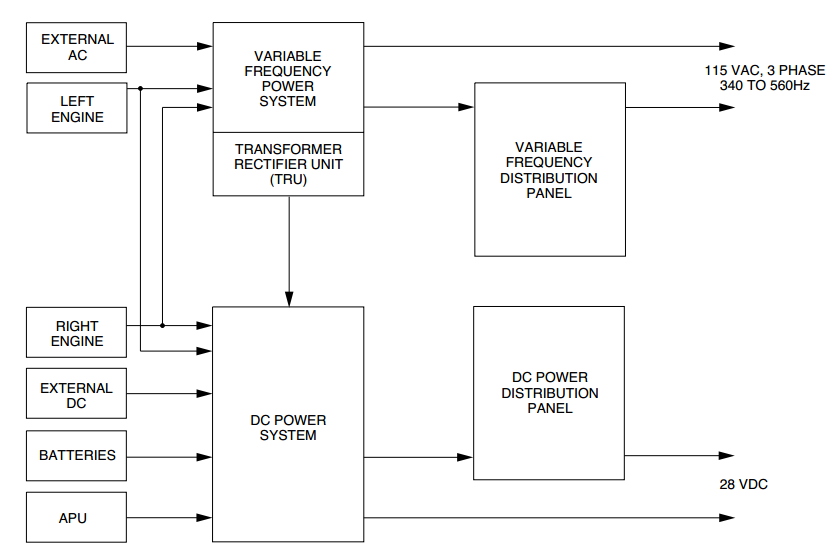 EXTERNAL
AC
LEFT
ENGINE
VARIABLE
FREQUENCY
POWER
SYSTEM
TRANSFORMER
RECTIFIER UNIT
(TRU)
115 VAC, 3 PHASE
340 TO 560Hz
VARIABLE
FREQUENCY
DISTRIBUTION
PANEL
RIGHT
ENGINE
EXTERNAL
DC
BATTERIES
APU
DC POWER
SYSTEM
DC POWER
DISTRIBUTION
PANEL
28 VDC